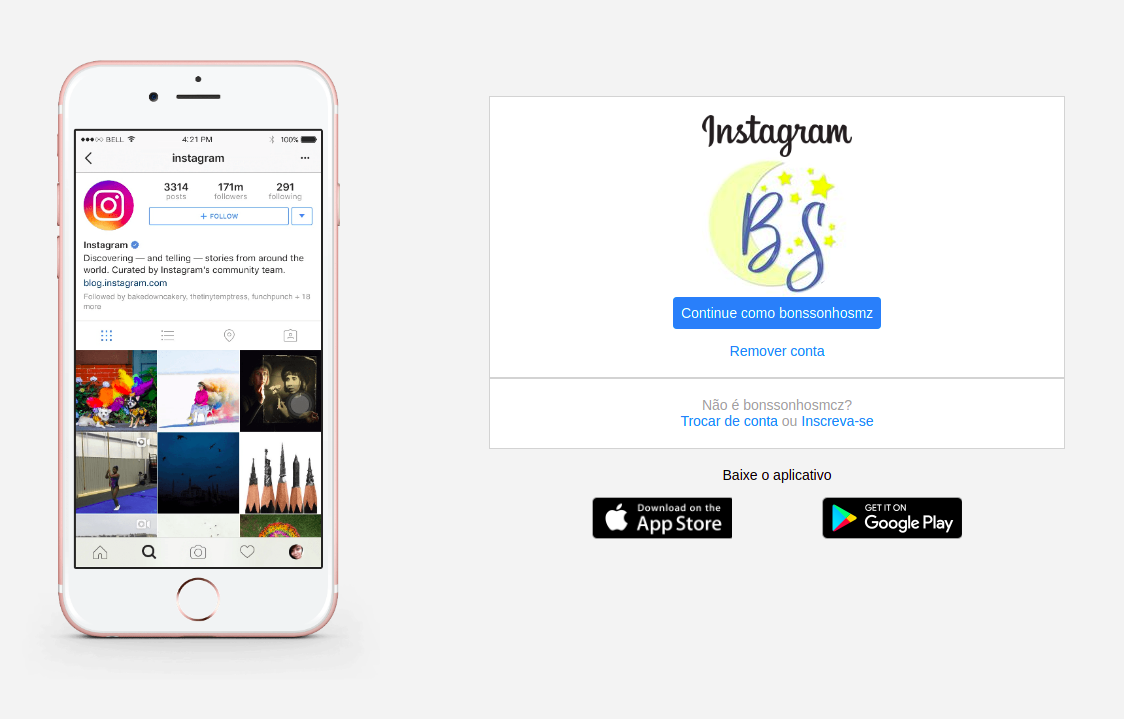 BELL
4:21 PM
100%
instagram
3314
171m
291
posts
followers
following
+ FOLLOW
Instagram
Discovering — and telling — stories from around the
world. Curated by Instagram's community team.
blog.instagram.com
Followed by bakedowncakery, thetinytemptress, funchpunch + 18
more
Instagram
BS
Continue como bonssonhosmz
Remover conta
Não é bonssonhosmcz?
Trocar de conta ou Inscreva-se
Baixe o aplicativo
Download on the
App Store
GET IT ON
Google Play